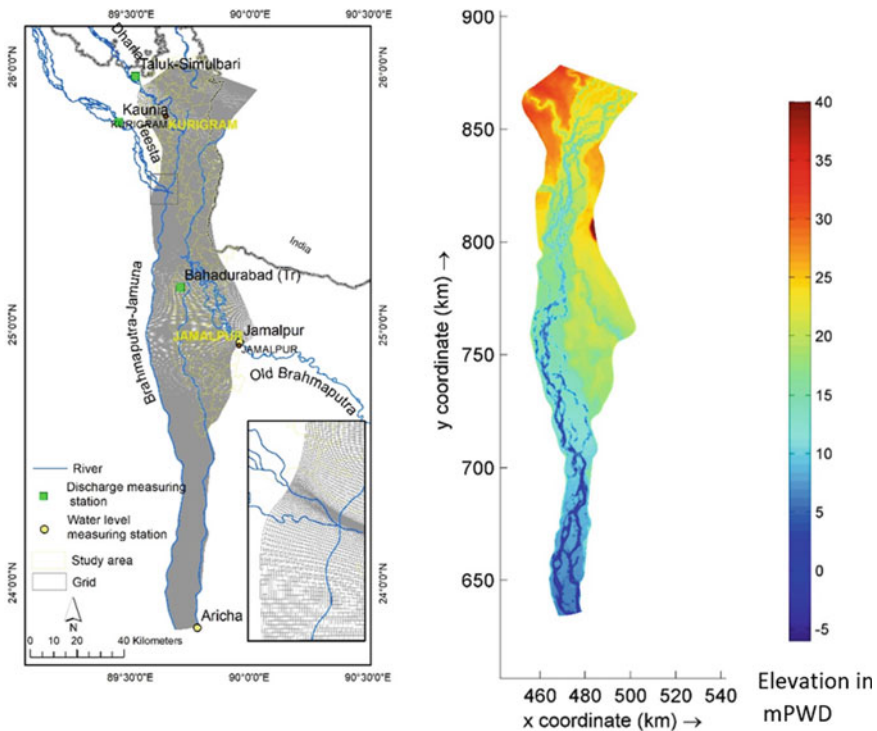 89°30'0"E 90°0'0"E
26°0'0"N
26°0'0"N
Dharla
Taluk-Simulbari
Kaunia
KURIGRAM
KURIGRAM
Teesta
India
Bahadurabad (Tr)
Brahmaputra-Jamuna
25°0'0"N
25°0'0"N
JAMALPUR
Jamalpur
JAMALPUR
Old Brahmaputra
River
Discharge measuring
station
Water level
measuring station
Study area
Grid
24°0'0"N
24°0'0"N
N
Aricha
0 10 20 40 Kilometers
89°30'0"E 90°0'0"E 90°30'0"E
900
850
800
750
700
650
y coordinate (km) →
460 480 500 520 540
x coordinate (km) →
40
35
30
25
20
15
10
5
0
-5
Elevation in
mPWD